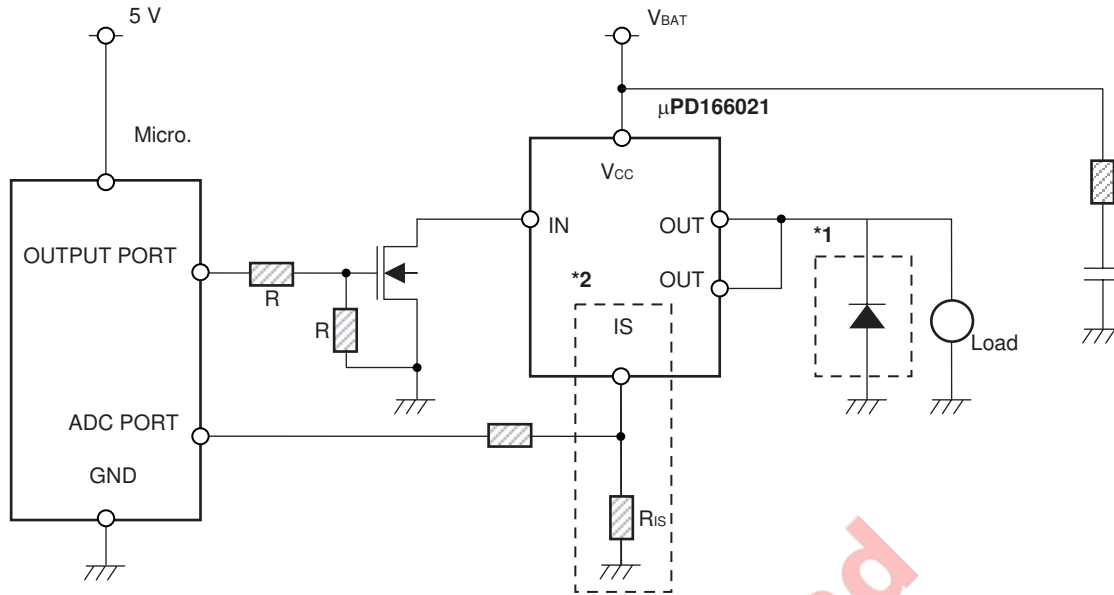 5 V
VBAT
μPD166021
Micro.
VCC
IN
OUT
*1
OUTPUT PORT
*2
OUT
R
IS
R
Load
ADC PORT
GND
RIS